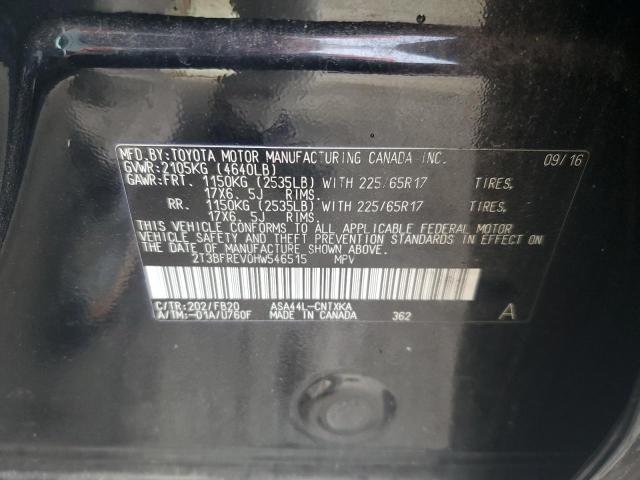 MFD.BY:TOYOTA MOTOR MANUFACTURING CANADA INC. 09/16
GVWR:2105KG (4640LB)
GAWR:FRT. 1150KG (2535LB) WITH 225/65R17 TIRES.
17X6.5J RIMS.
RR. 1150KG (2535LB) WITH 225/65R17 TIRES.
17X6.5J RIMS.
THIS VEHICLE CONFORMS TO ALL APPLICABLE FEDERAL MOTOR
VEHICLE SAFETY AND THEFT PREVENTION STANDARDS IN EFFECT ON
THE DATE OF MANUFACTURE SHOWN ABOVE.
2T3BFREV0HW546515 MPV
C/TR:202/FB20 ASA44L-CNTXKA
A/TM:-01A/U760F MADE IN CANADA 362 A